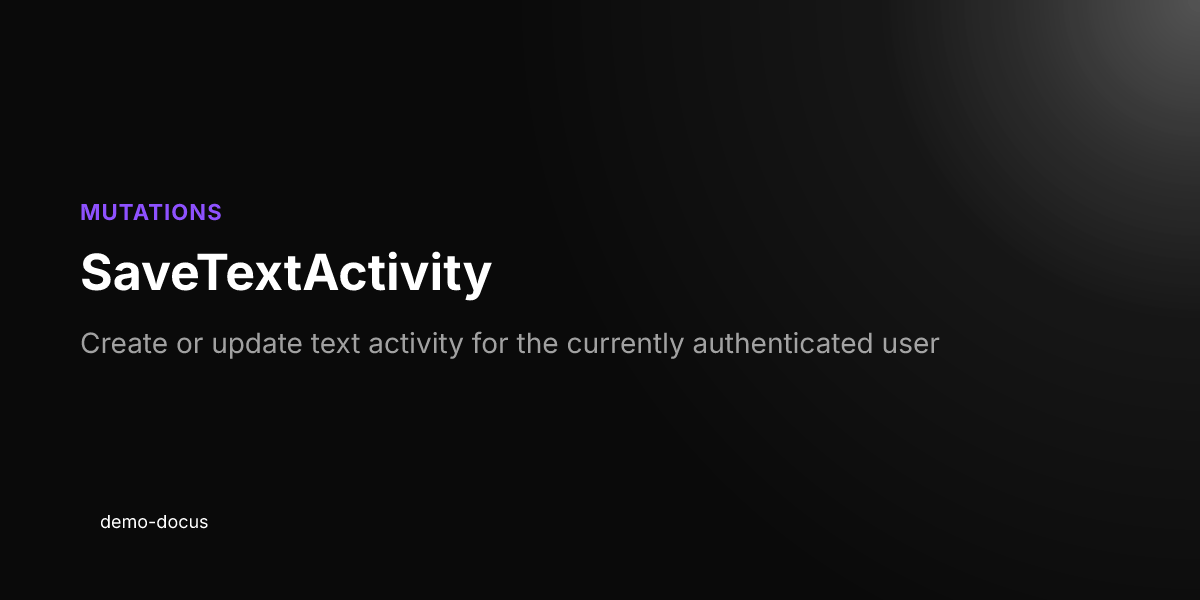 MUTATIONS
SaveTextActivity
Create or update text activity for the currently authenticated user
demo-docus